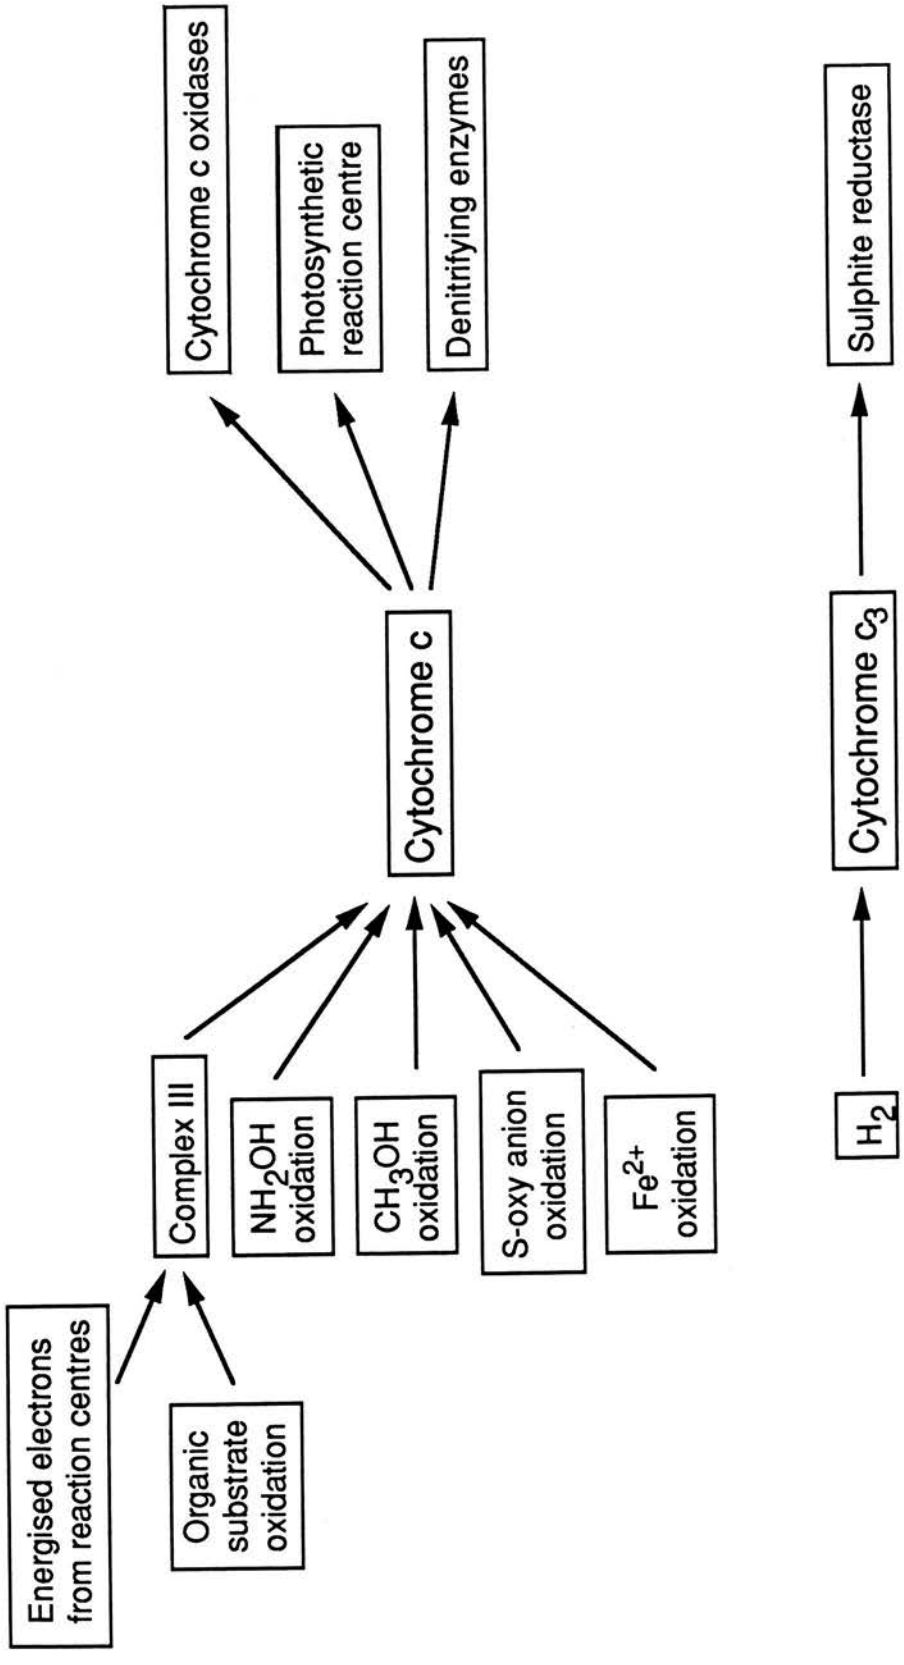 Energised electrons
from reaction centres
Organic
substrate
oxidation
Complex III
NH2OH
oxidation
CH3OH
oxidation
S-oxy anion
oxidation
Fe2+
oxidation
Cytochrome c
Cytochrome c oxidases
Photosynthetic
reaction centre
Denitrifying enzymes
H2
Cytochrome c3
Sulphite reductase